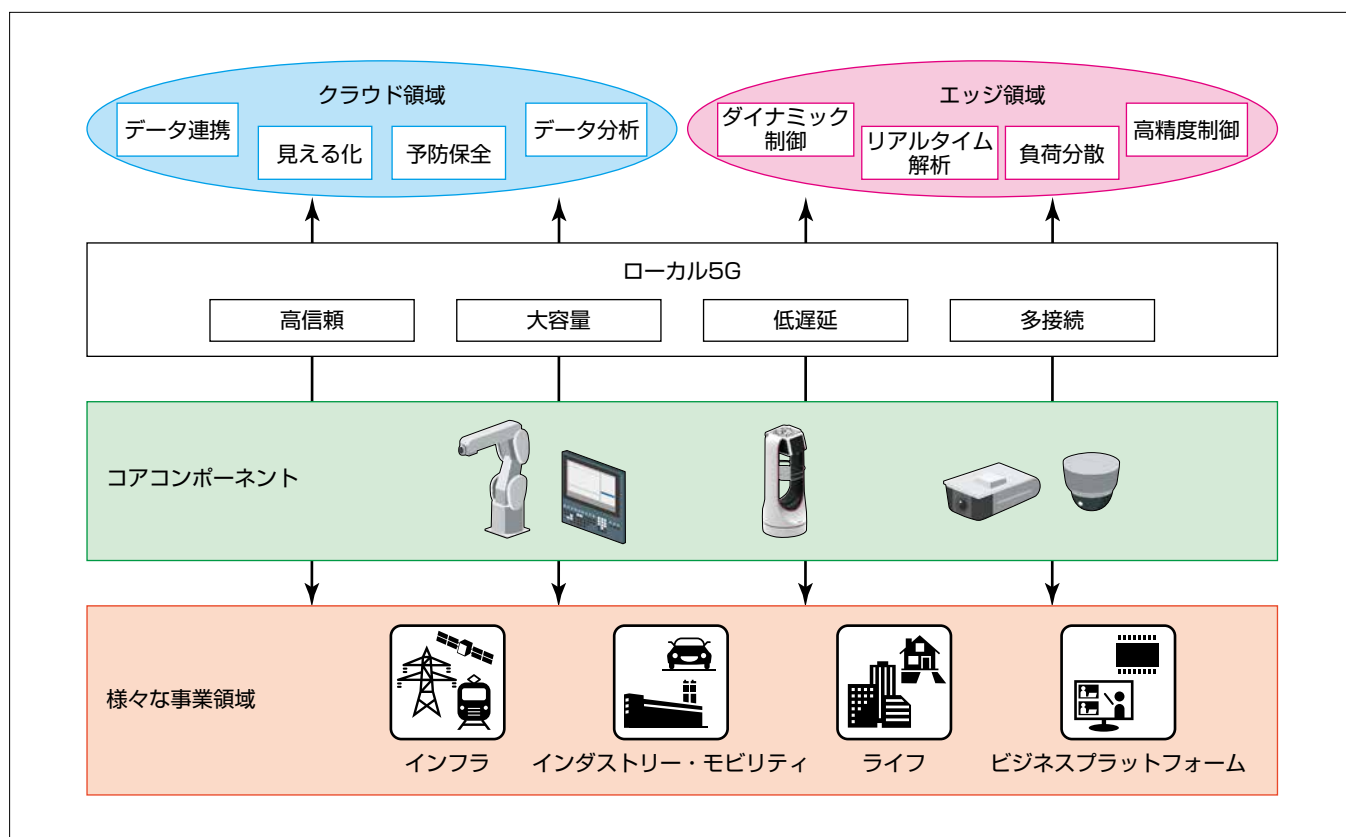 クラウド領域
データ連携
見える化
予防保全
データ分析
エッジ領域
ダイナミック
制御
リアルタイム
解析
負荷分散
高精度制御
ローカル5G
高信頼
大容量
低遅延
多接続
コアコンポーネント
様々な事業領域
インフラ
インダストリー・モビリティ
ライフ
ビジネスプラットフォーム